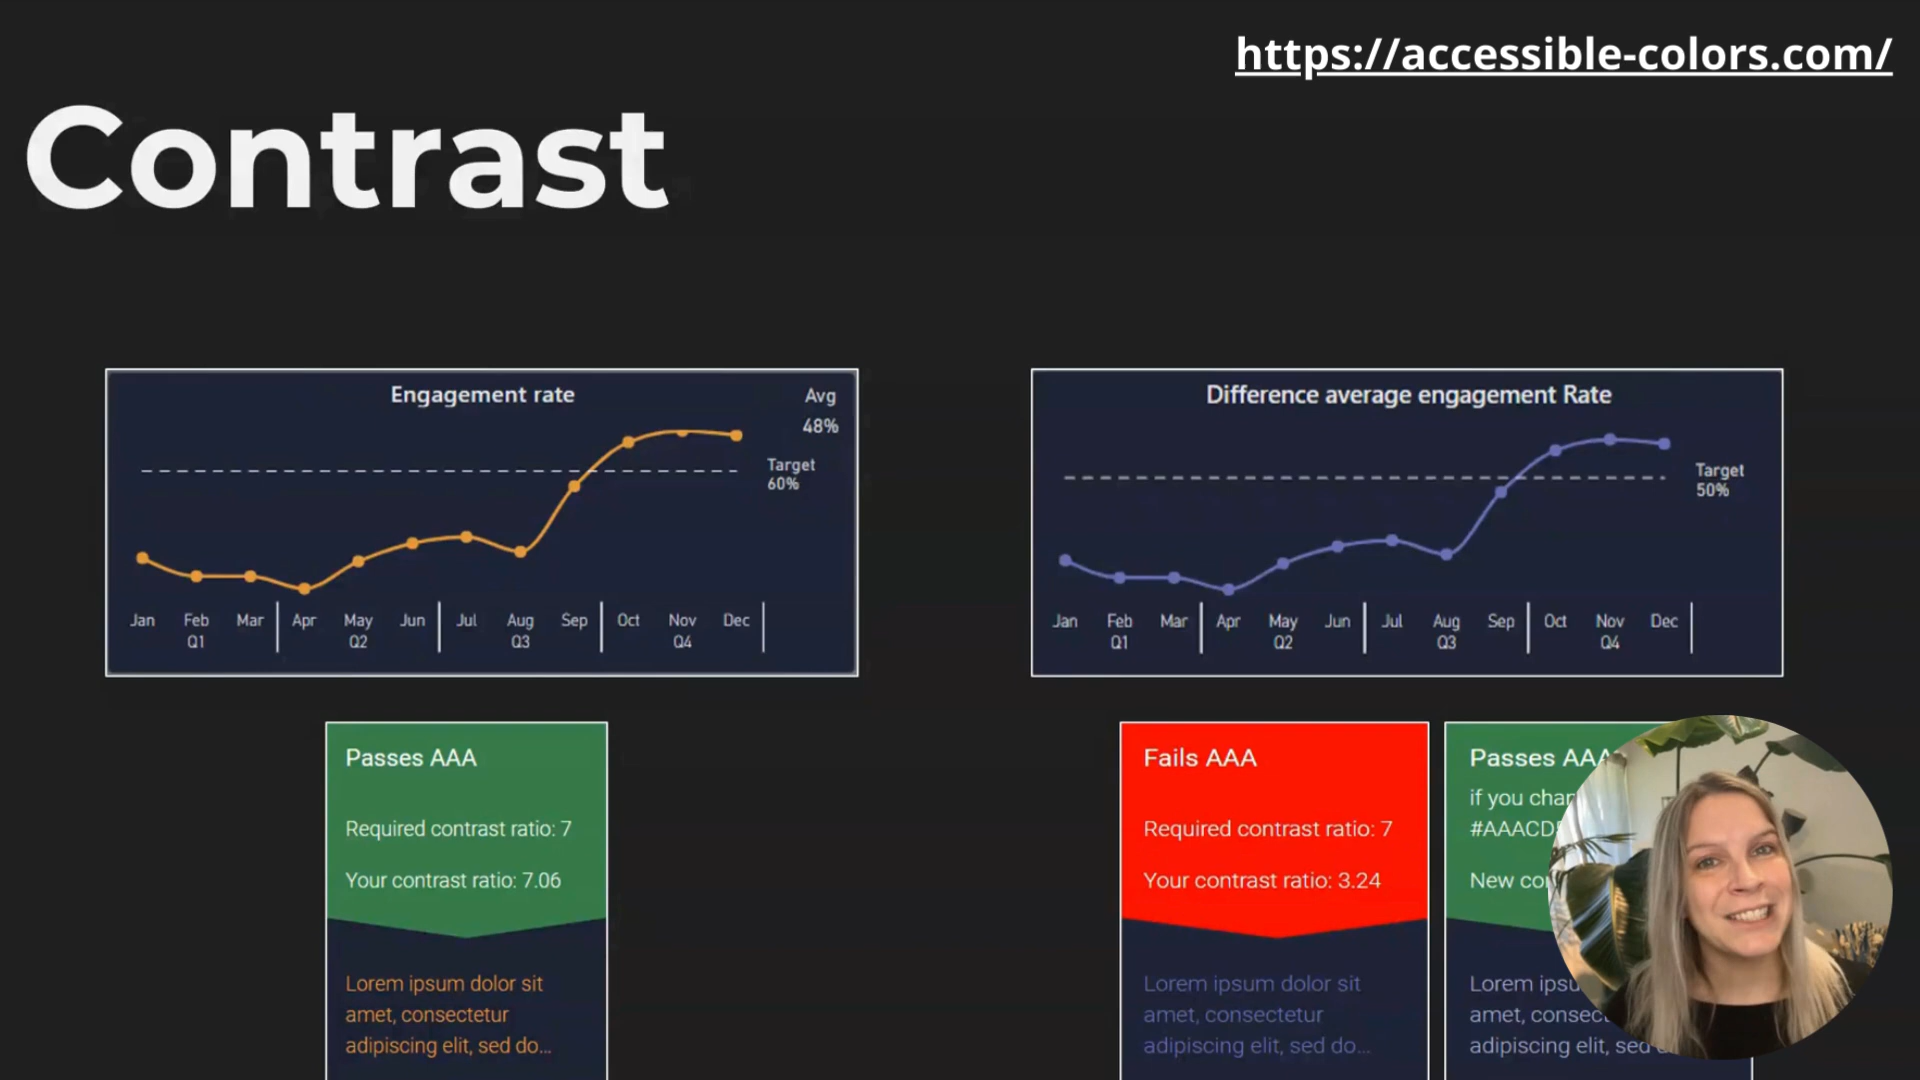 https://accessible-colors.com/
Contrast
Engagement rate
Avg
48%
Target
60%
Jan Feb Mar Apr May Jun Jul Aug Sep Oct Nov Dec
Q1 Q2 Q3 Q4
Difference average engagement Rate
Target
50%
Jan Feb Mar Apr May Jun Jul Aug Sep Oct Nov Dec
Q1 Q2 Q3 Q4
Passes AAA
Required contrast ratio: 7
Your contrast ratio: 7.06
Lorem ipsum dolor sit
amet, consectetur
adipiscing elit, sed do...
Fails AAA
Required contrast ratio: 7
Your contrast ratio: 3.24
Lorem ipsum dolor sit
amet, consectetur
adipiscing elit, sed do...
Passes AAA
if you
New
Lorem
amet,
adipiscing elit, sed